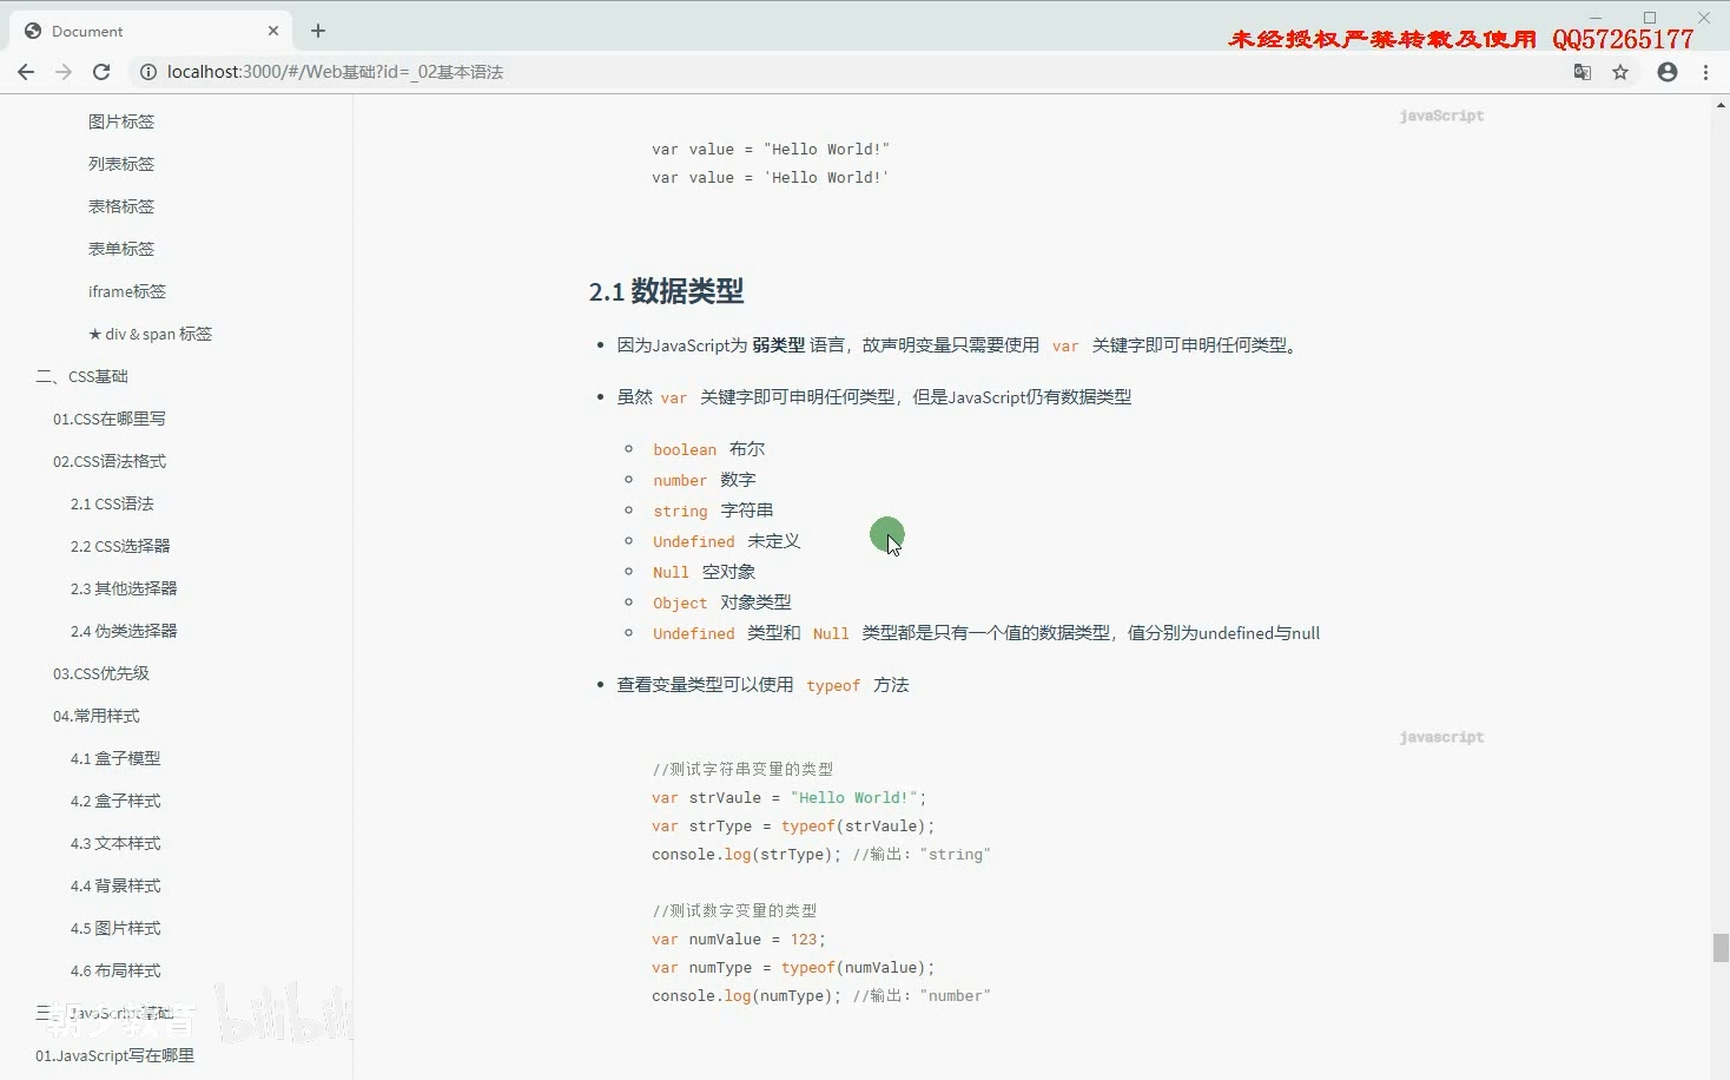 Document
未经授权严禁转载及使用 QQ57265177
localhost:3000/#/Web基础?id=_02基本语法
图片标签
列表标签
表格标签
表单标签
iframe标签
★ div & span 标签
二、CSS基础
01.CSS在哪里写
02.CSS语法格式
2.1 CSS语法
2.2 CSS选择器
2.3 其他选择器
2.4 伪类选择器
03.CSS优先级
04.常用样式
4.1 盒子模型
4.2 盒子样式
4.3 文本样式
4.4 背景样式
4.5 图片样式
4.6 布局样式
三、JavaScript基础
朝夕教育 bilibili
01.JavaScript写在哪里
javaScript
var value = "Hello World!"
var value = 'Hello World!'
2.1 数据类型
因为JavaScript为 弱类型 语言，故声明变量只需要使用 var 关键字即可申明任何类型。
虽然 var 关键字即可申明任何类型，但是JavaScript仍有数据类型
boolean 布尔
number 数字
string 字符串
Undefined 未定义
Null 空对象
Object 对象类型
Undefined 类型和 Null 类型都是只有一个值的数据类型，值分别为undefined与null
查看变量类型可以使用 typeof 方法
javascript
//测试字符串变量的类型
var strVaule = "Hello World!";
var strType = typeof(strVaule);
console.log(strType); //输出："string"
//测试数字变量的类型
var numValue = 123;
var numType = typeof(numValue);
console.log(numType); //输出："number"